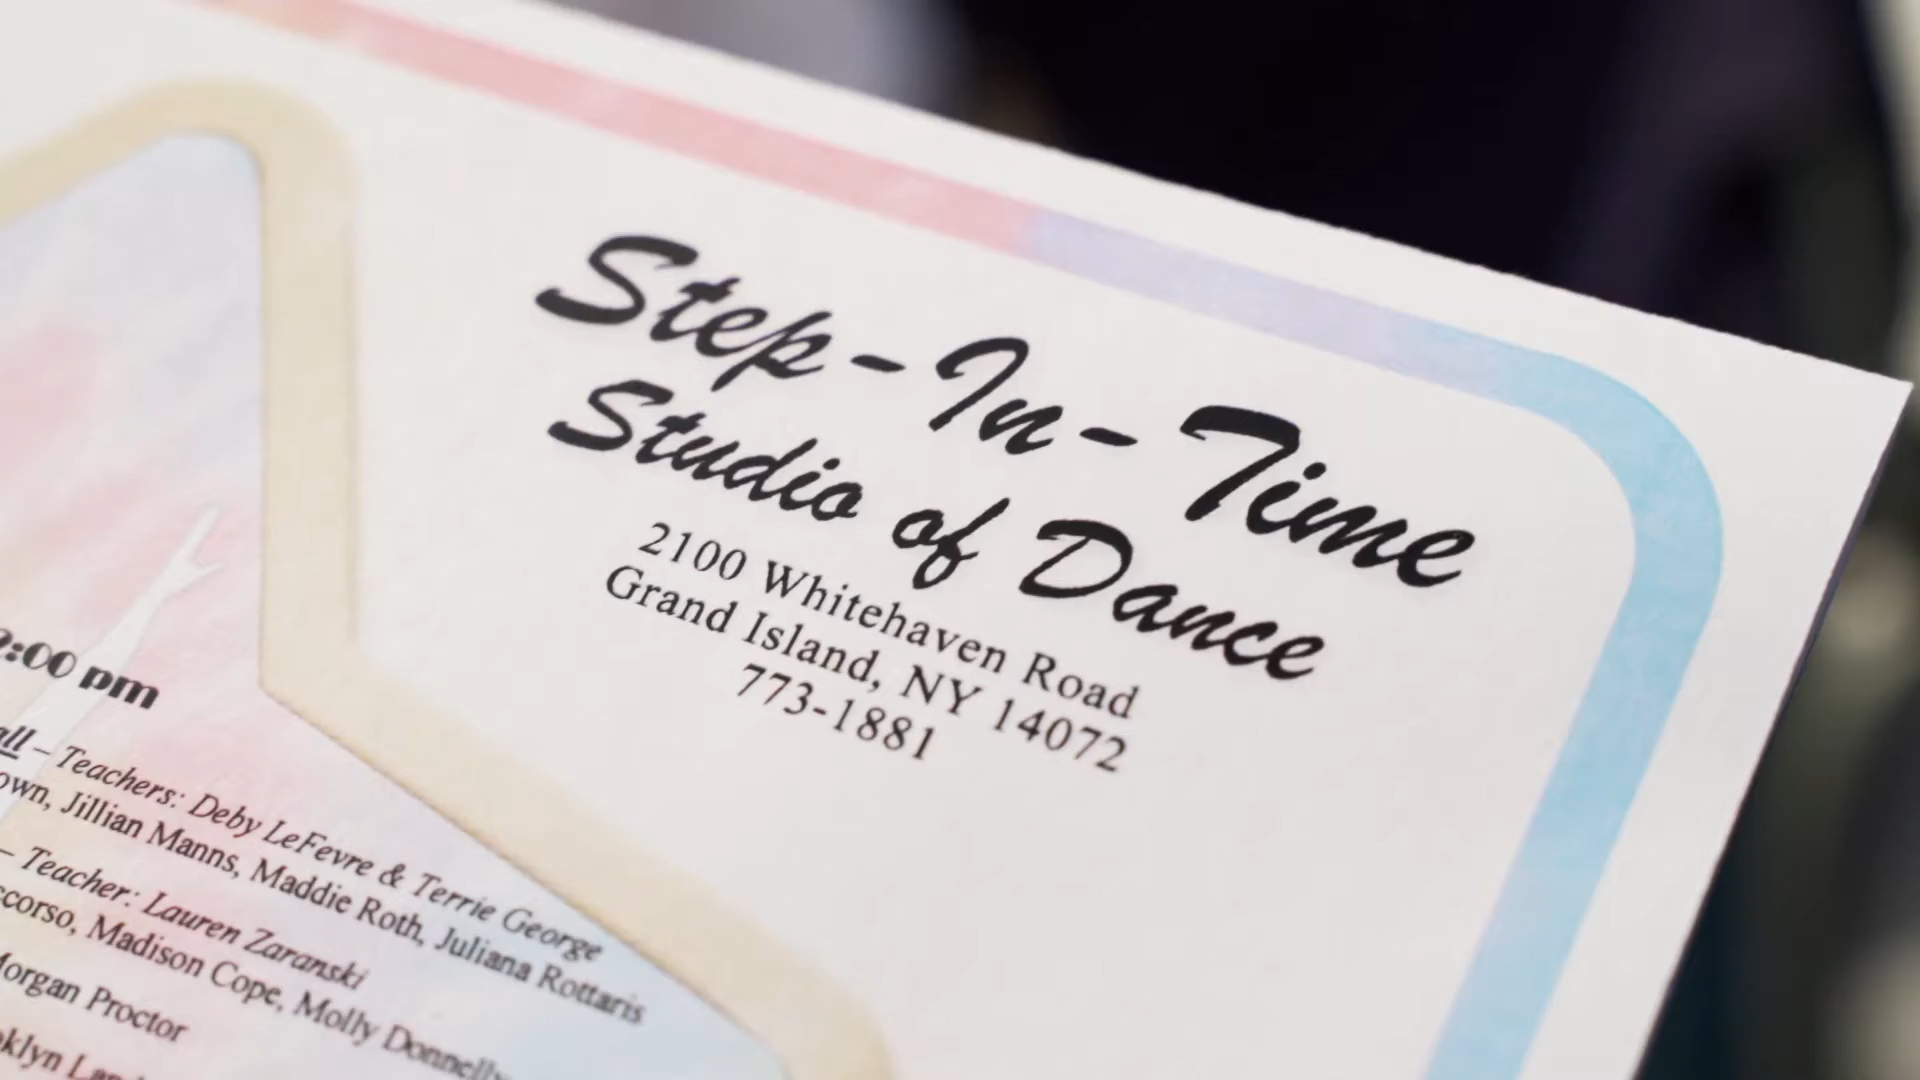 Step-In-Time
Studio of Dance
2100 Whitehaven Road
Grand Island, NY 14072
773-1881
:00 pm
– Teachers: Deby LeFevre & Terrie George
Jillian Manns, Maddie Roth, Juliana Rottaris
– Teacher: Lauren Zaranski
Madison Cope, Molly Donnelly
Morgan Proctor